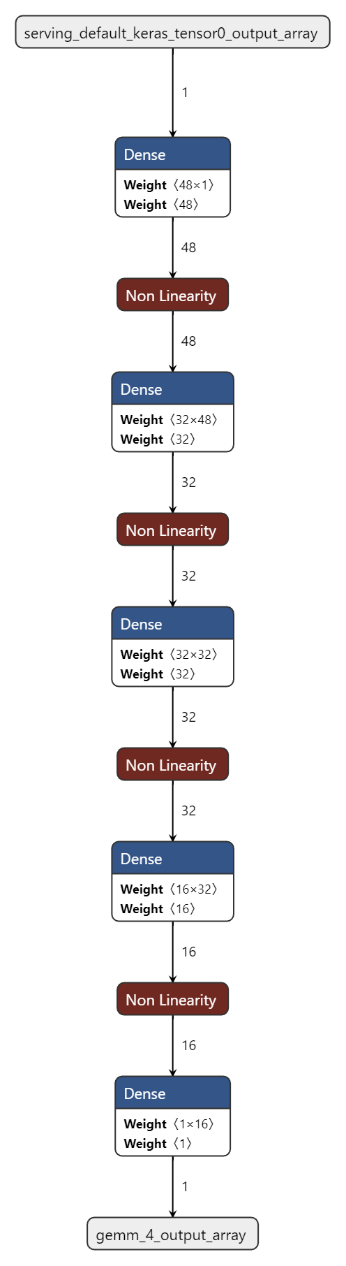 serving_default_keras_tensor0_output_array
1
Dense
Weight〈48×1〉
Weight〈48〉
48
Non Linearity
48
Dense
Weight〈32×48〉
Weight〈32〉
32
Non Linearity
32
Dense
Weight〈32×32〉
Weight〈32〉
32
Non Linearity
32
Dense
Weight〈16×32〉
Weight〈16〉
16
Non Linearity
16
Dense
Weight〈1×16〉
Weight〈1〉
1
gemm_4_output_array